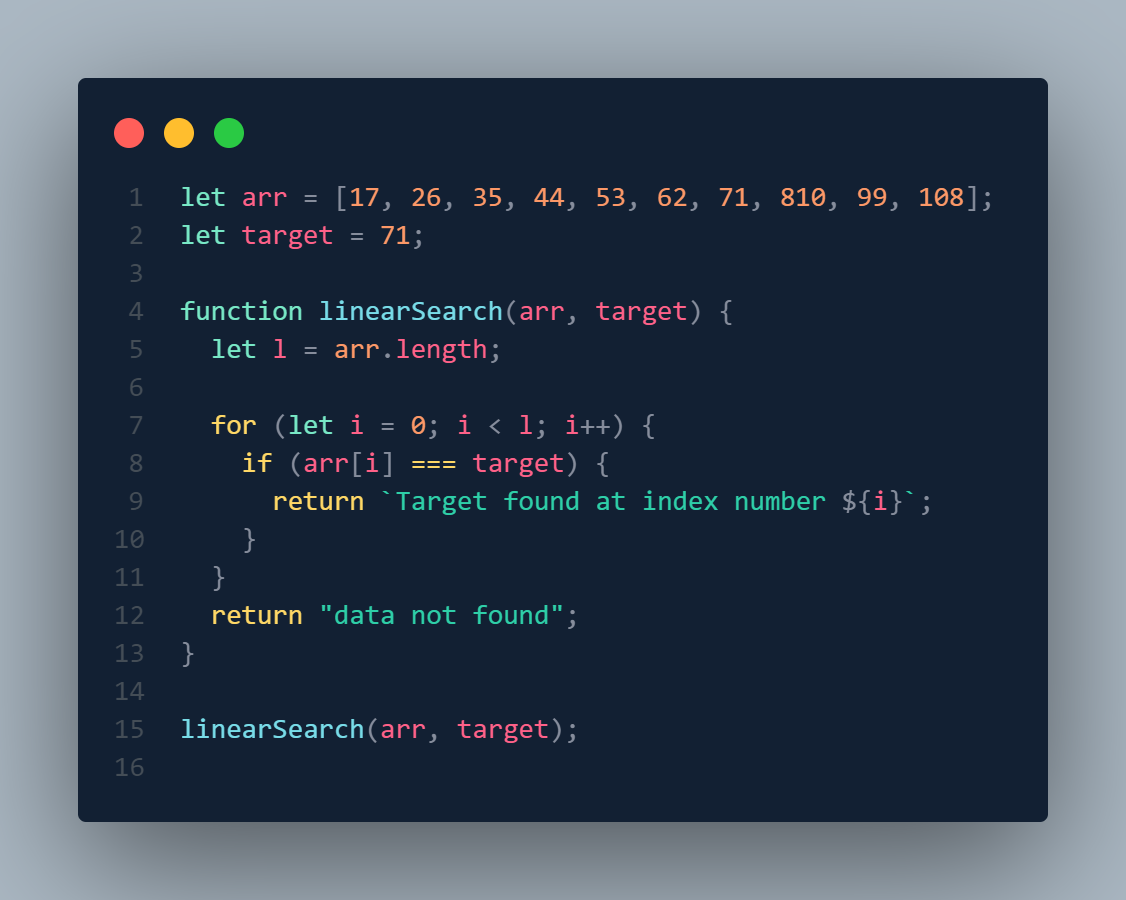 1 let arr = [17, 26, 35, 44, 53, 62, 71, 810, 99, 108];
2 let target = 71;
3
4 function linearSearch(arr, target) {
5   let l = arr.length;
6
7   for (let i = 0; i < l; i++) {
8     if (arr[i] === target) {
9       return `Target found at index number ${i}`;
10     }
11   }
12   return "data not found";
13 }
14
15 linearSearch(arr, target);
16